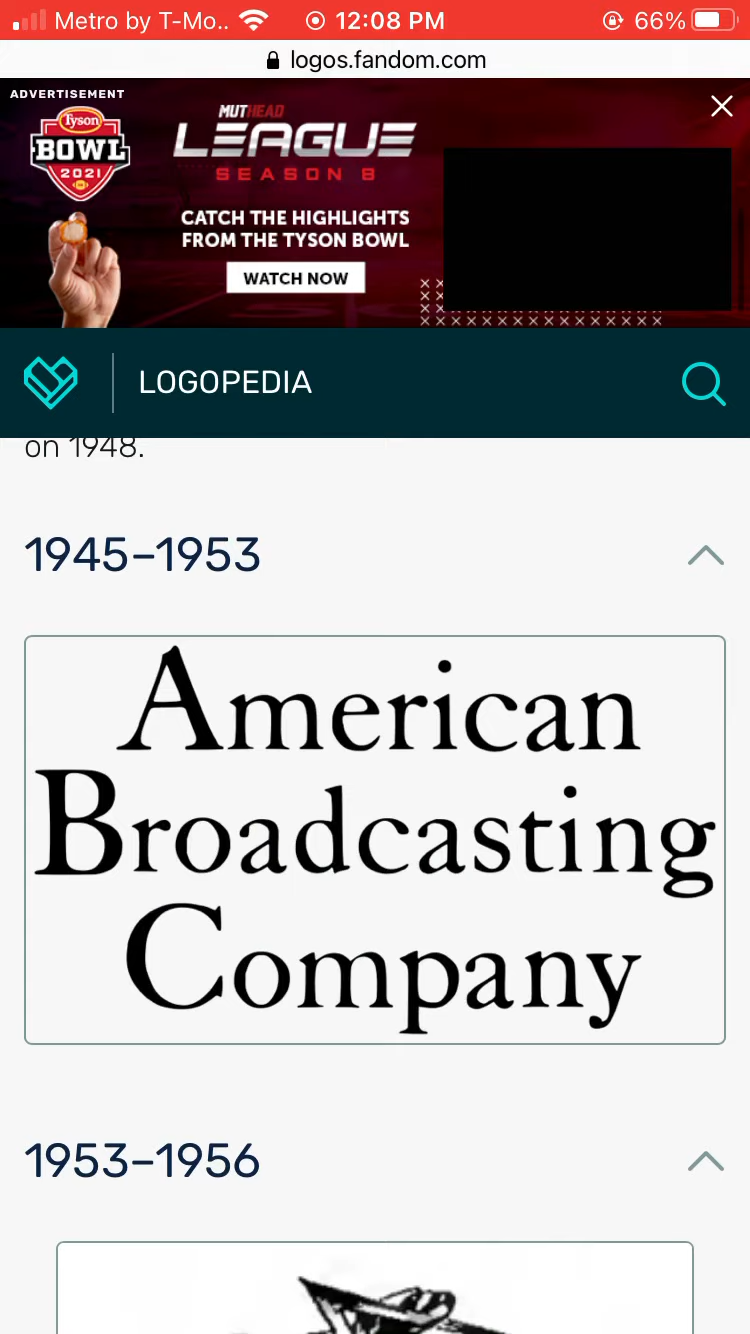 Metro by T-Mo.. 12:08 PM 66%
logos.fandom.com
ADVERTISEMENT
Tyson
BOWL
2021
MUTHEAD
LEAGUE
SEASON 8
CATCH THE HIGHLIGHTS
FROM THE TYSON BOWL
WATCH NOW
LOGOPEDIA
on 1948.
1945–1953
American
Broadcasting
Company
1953–1956